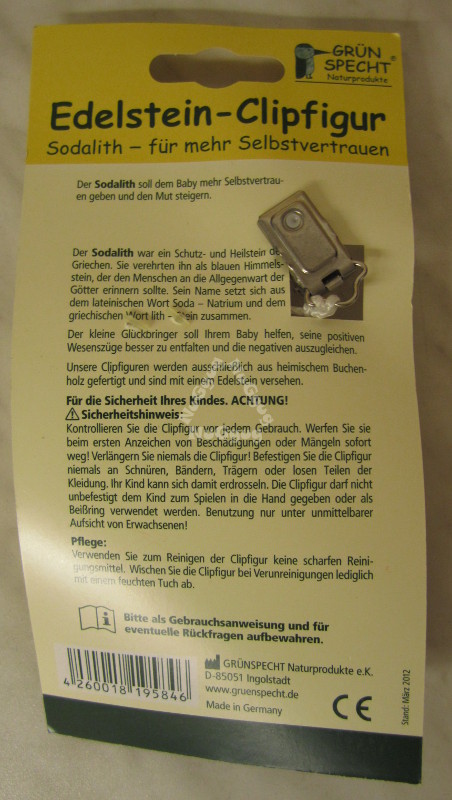 GRÜN
SPECHT®
Naturprodukte
Edelstein-Clipfigur
Sodalith – für mehr Selbstvertrauen
Der Sodalith soll dem Baby mehr Selbstvertrau-
en geben und den Mut steigern.
Der Sodalith war ein Schutz- und Heilstein de
Griechen. Sie verehrten ihn als blauen Himmels-
stein, der den Menschen an die Allgegenwart der
Götter erinnern sollte. Sein Name setzt sich aus
dem lateinischen Wort Soda – Natrium und dem
griechischen Wort lith – Stein zusammen.
Der kleine Glückbringer soll Ihrem Baby helfen, seine positiven
Wesenszüge besser zu entfalten und die negativen auszugleichen.
Unsere Clipfiguren werden ausschließlich aus heimischem Buchen-
holz gefertigt und sind mit einem Edelstein versehen.
Für die Sicherheit Ihres Kindes. ACHTUNG!
⚠ Sicherheitshinweis:
Kontrollieren Sie die Clipfigur vor jedem Gebrauch. Werfen Sie sie
beim ersten Anzeichen von Beschädigungen oder Mängeln sofort
weg! Verlängern Sie niemals die Clipfigur! Befestigen Sie die Clipfigur
niemals an Schnüren, Bändern, Trägern oder losen Teilen der
Kleidung. Ihr Kind kann sich damit erdrosseln. Die Clipfigur darf nicht
unbefestigt dem Kind zum Spielen in die Hand gegeben oder als
Beißring verwendet werden. Benutzung nur unter unmittelbarer
Aufsicht von Erwachsenen!
Pflege:
Verwenden Sie zum Reinigen der Clipfigur keine scharfen Reini-
gungsmittel. Wischen Sie die Clipfigur bei Verunreinigungen lediglich
mit einem feuchten Tuch ab.
Bitte als Gebrauchsanweisung und für
eventuelle Rückfragen aufbewahren.
4 260018 195846
GRÜNSPECHT Naturprodukte e.K.
D-85051 Ingolstadt
www.gruenspecht.de
Made in Germany
CE
Stand: März 2012